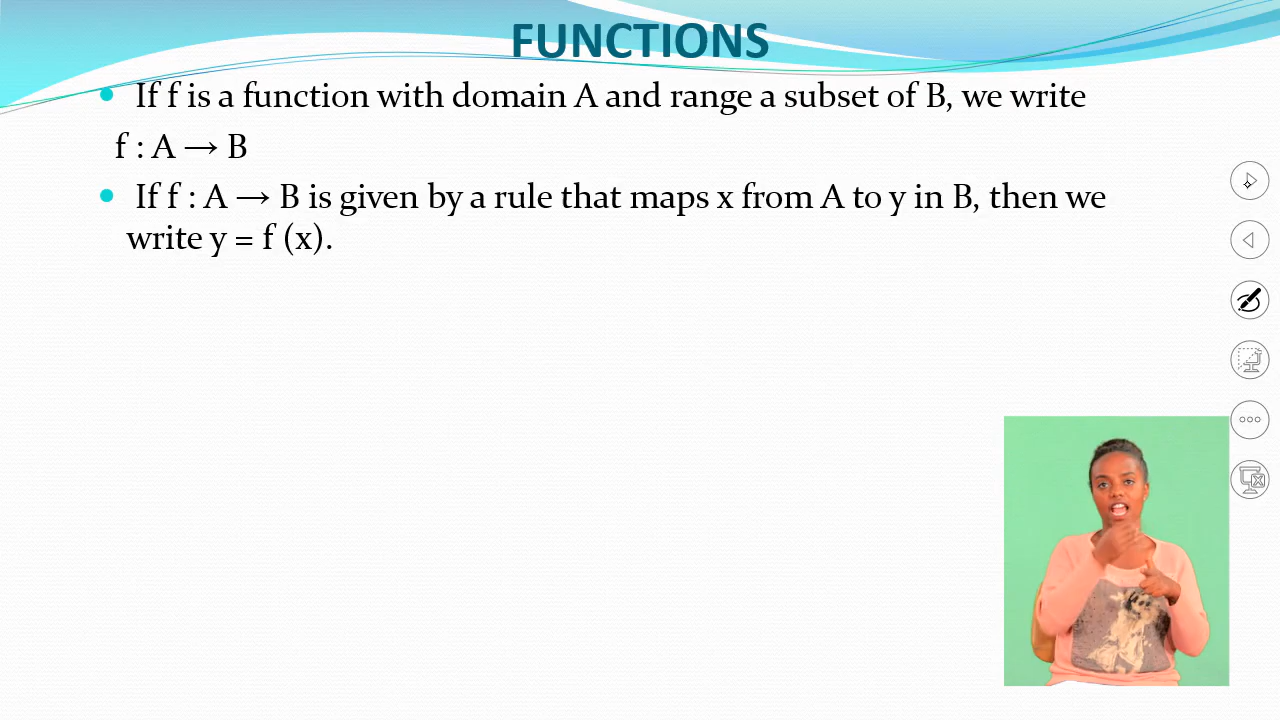 FUNCTIONS
• If f is a function with domain A and range a subset of B, we write
f : A → B
• If f : A → B is given by a rule that maps x from A to y in B, then we
write y = f (x).